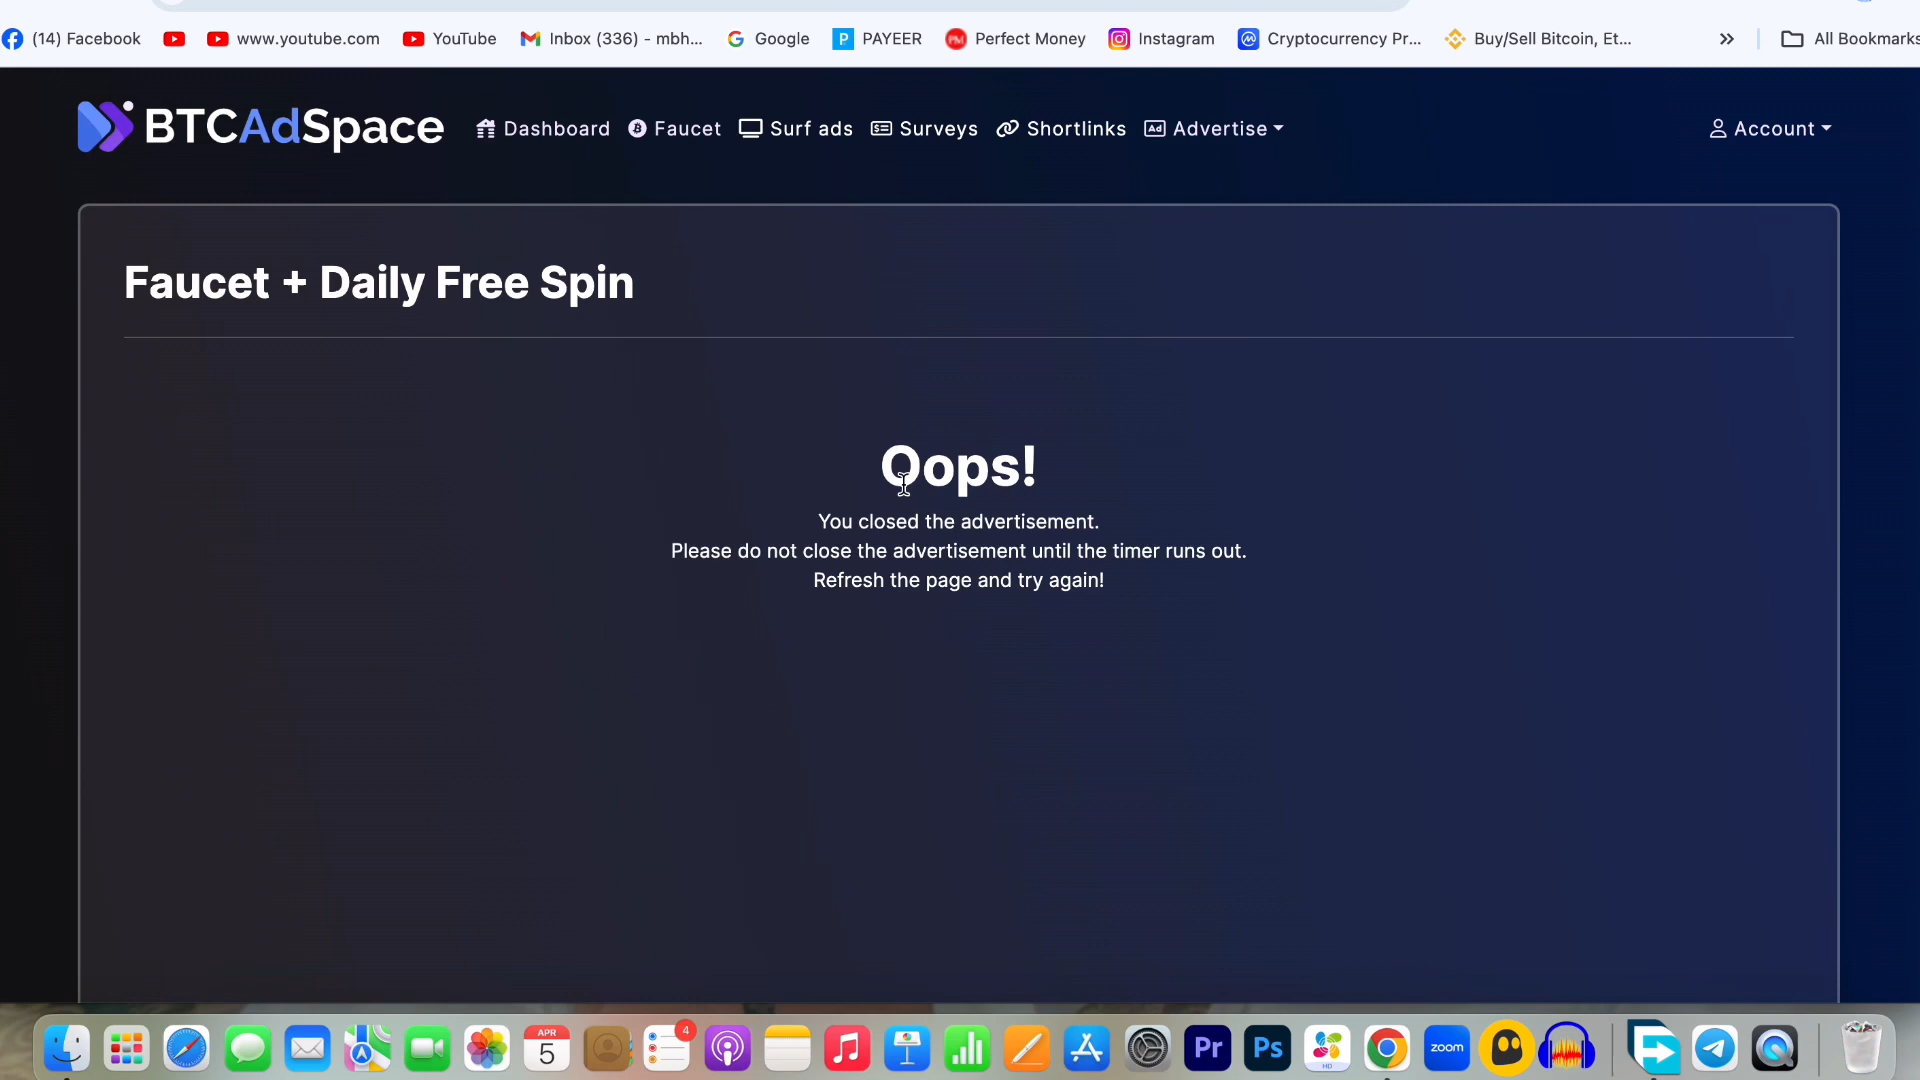 (14) Facebook www.youtube.com YouTube Inbox (336) - mbh... Google PAYEER Perfect Money Instagram Cryptocurrency Pr... Buy/Sell Bitcoin, Et... » All Bookmarks
BTCAdSpace Dashboard Faucet Surf ads Surveys Shortlinks Ad Advertise Account
Faucet + Daily Free Spin
Oops!
You closed the advertisement.
Please do not close the advertisement until the timer runs out.
Refresh the page and try again!
APR 5 4 Pr Ps HD zoom